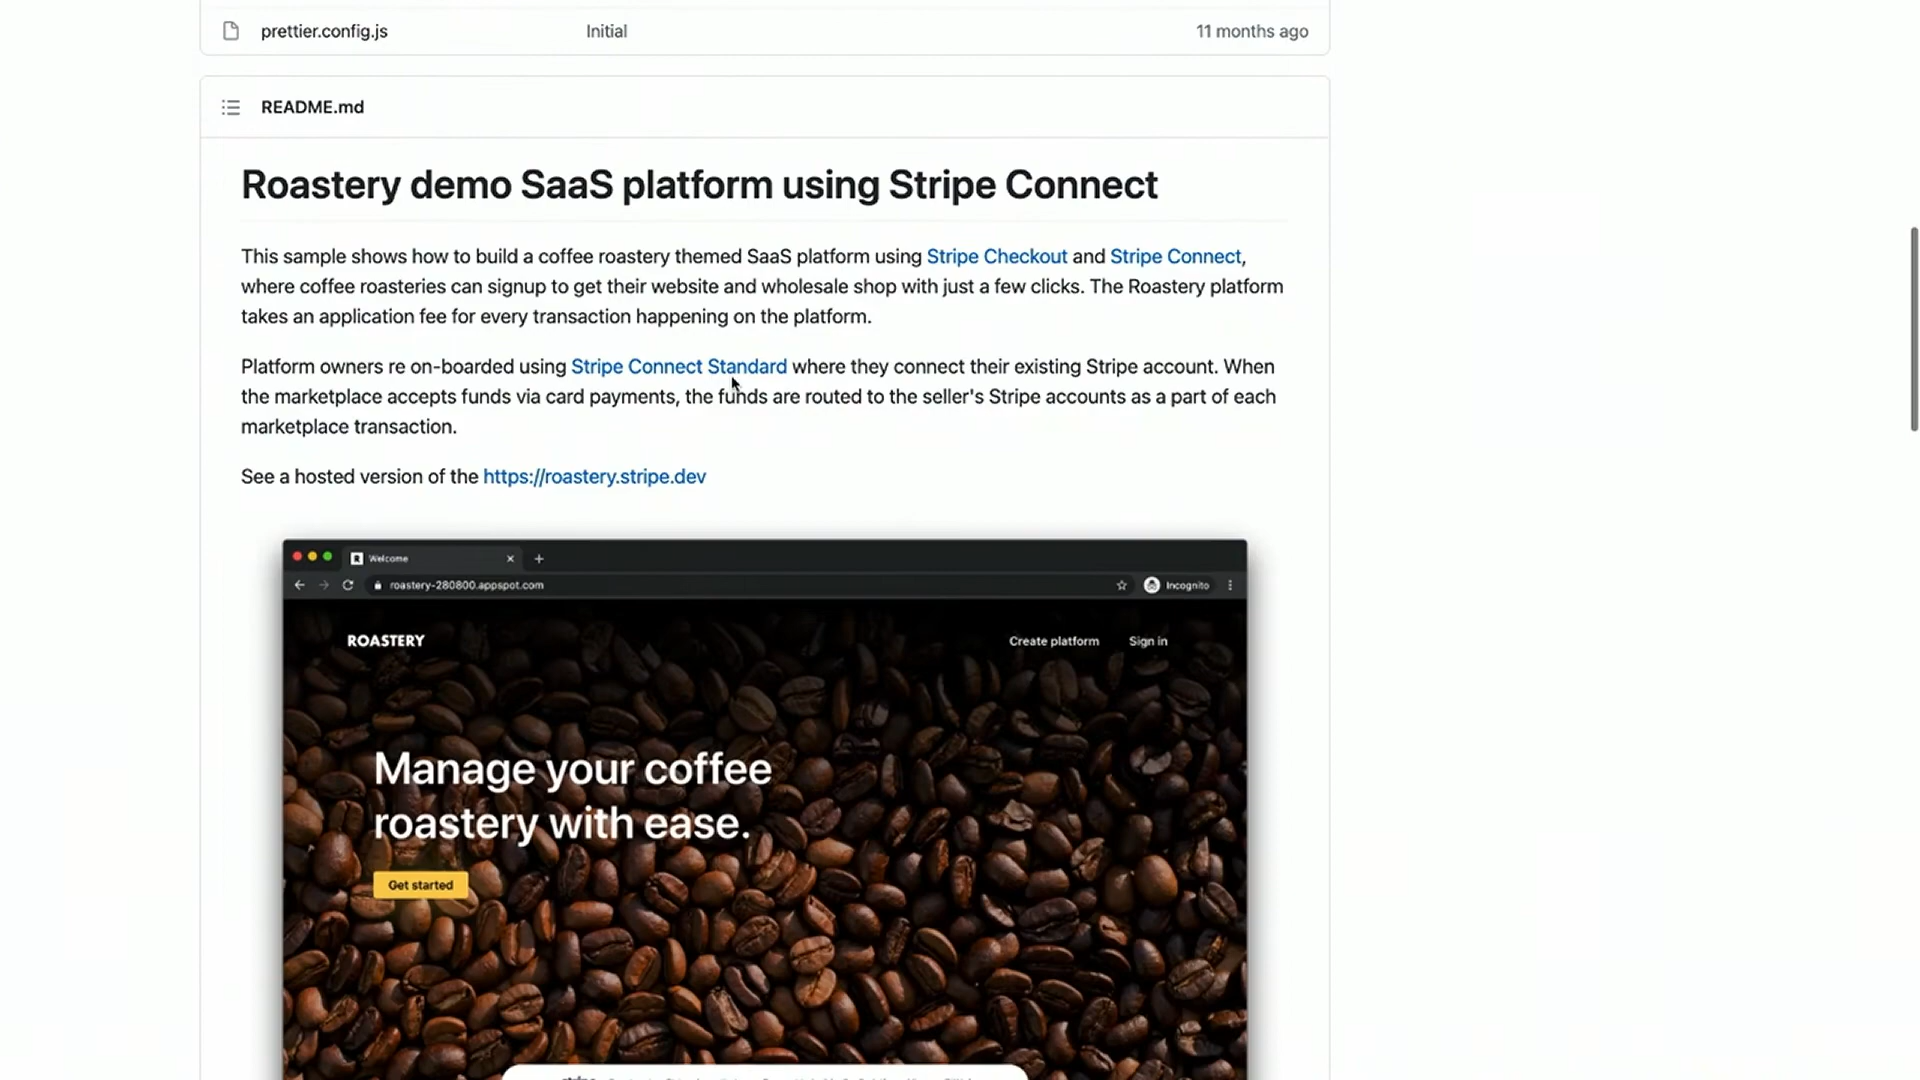 prettier.config.js Initial 11 months ago
README.md
Roastery demo SaaS platform using Stripe Connect
This sample shows how to build a coffee roastery themed SaaS platform using Stripe Checkout and Stripe Connect,
where coffee roasteries can signup to get their website and wholesale shop with just a few clicks. The Roastery platform
takes an application fee for every transaction happening on the platform.
Platform owners re on-boarded using Stripe Connect Standard where they connect their existing Stripe account. When
the marketplace accepts funds via card payments, the funds are routed to the seller's Stripe accounts as a part of each
marketplace transaction.
See a hosted version of the https://roastery.stripe.dev
R Welcome
roastery-280800.appspot.com Incognito
ROASTERY Create platform Sign in
Manage your coffee
roastery with ease.
Get started